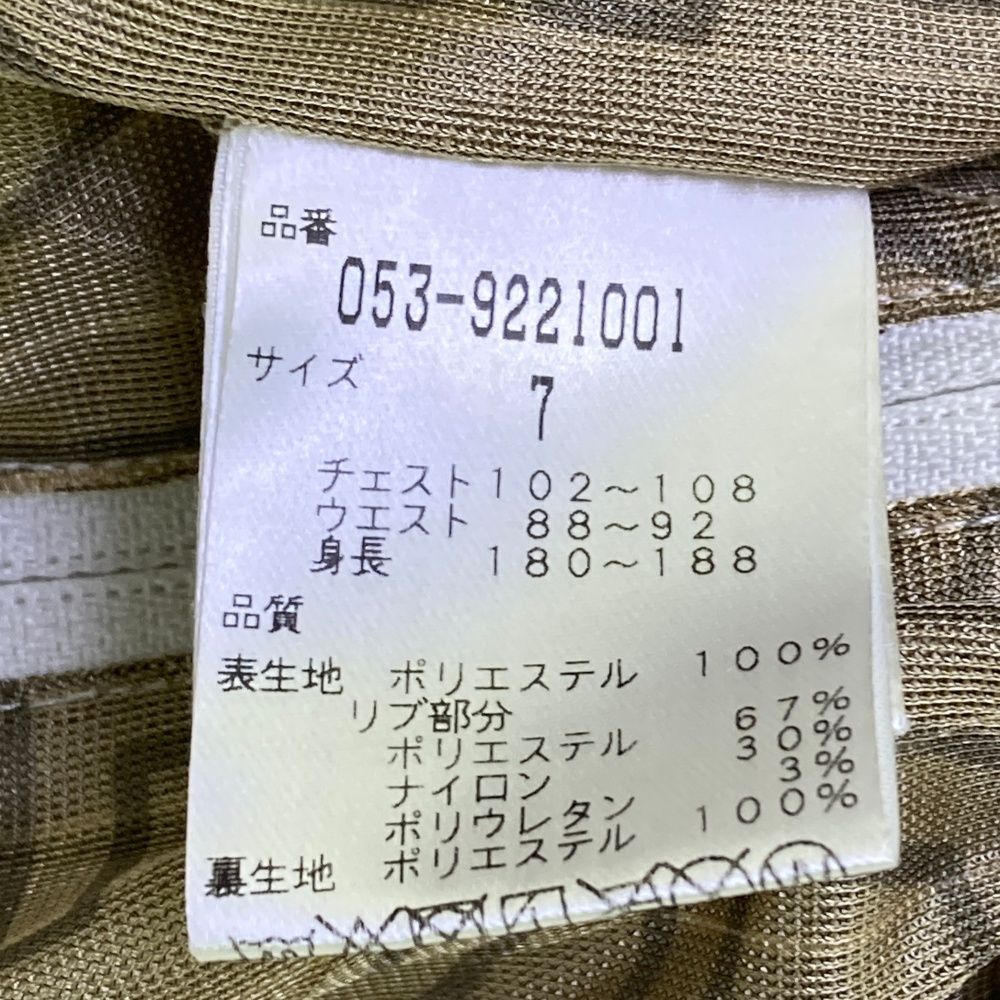 品番
053-9221001
サイズ
7
チェスト102～108
ウエスト 88～92
身長 180～188
品質
表生地 ポリエステル 100%
リブ部分
ポリエステル 67%
ナイロン 30%
ポリウレタン 3%
裏生地 ポリエステル 100%